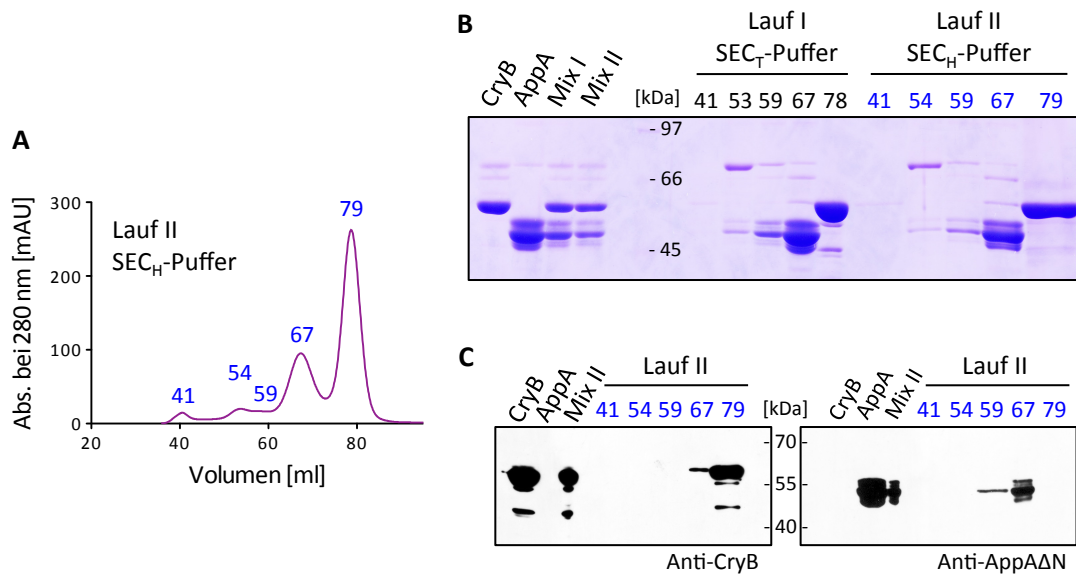 A
Lauf II
SEC_H-Puffer
300
200
100
0
Abs. bei 280 nm [mAU]
41
54
59
67
79
20
40
60
80
Volumen [ml]
B
CryB
AppA
Mix I
Mix II
[kDa]
Lauf I
SEC_T-Puffer
41 53 59 67 78
Lauf II
SEC_H-Puffer
41 54 59 67 79
- 97
- 66
- 45
C
CryB
AppA
Mix II
Lauf II
41 54 59 67 79
[kDa]
CryB
AppA
Mix II
Lauf II
41 54 59 67 79
-70-
-55-
-40-
Anti-CryB
Anti-AppAΔN